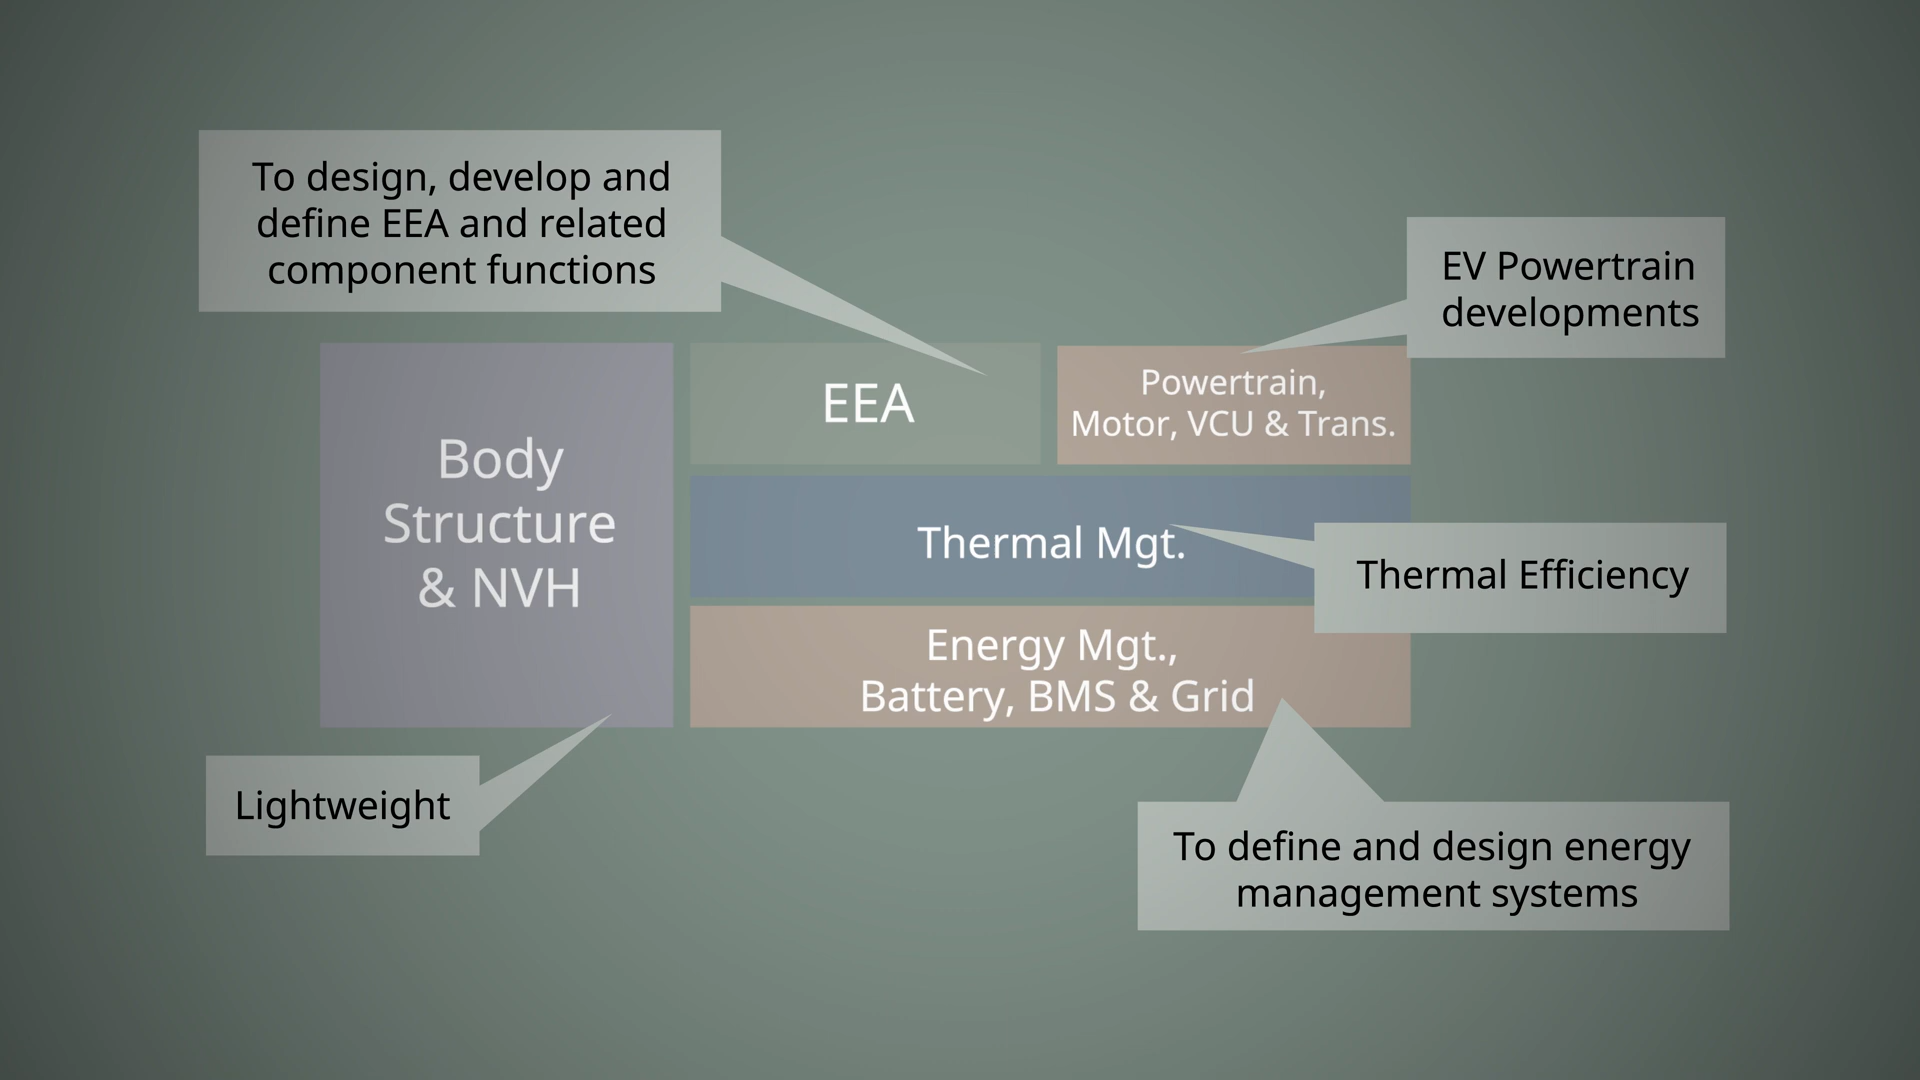 To design, develop and
define EEA and related
component functions
EV Powertrain
developments
EEA
Powertrain,
Motor, VCU & Trans.
Body
Structure
& NVH
Thermal Mgt.
Thermal Efficiency
Energy Mgt.,
Battery, BMS & Grid
Lightweight
To define and design energy
management systems